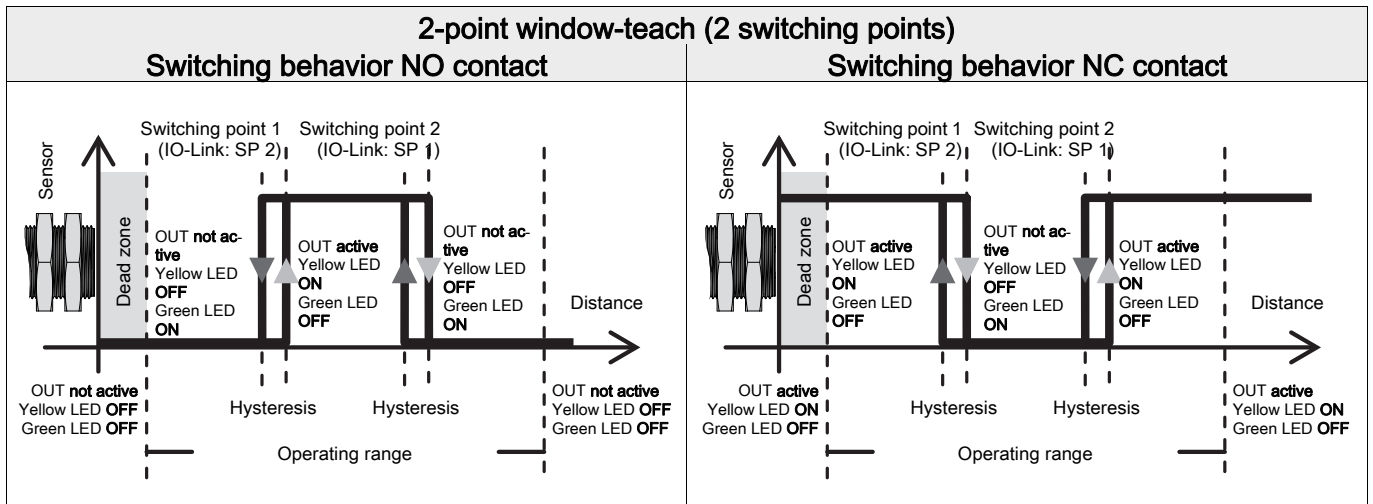 2-point window-teach (2 switching points)
Switching behavior NO contact
Switching point 1
(IO-Link: SP 2)
Switching point 2
(IO-Link: SP 1)
Sensor
Dead zone
OUT not ac-
tive
Yellow LED
OFF
Green LED
ON
OUT active
Yellow LED
ON
Green LED
OFF
OUT not ac-
tive
Yellow LED
OFF
Green LED
ON
Distance
OUT not active
Yellow LED OFF
Green LED OFF
Hysteresis
Hysteresis
OUT not active
Yellow LED OFF
Green LED OFF
Operating range
Switching behavior NC contact
Switching point 1
(IO-Link: SP 2)
Switching point 2
(IO-Link: SP 1)
Sensor
Dead zone
OUT active
Yellow LED
ON
Green LED
OFF
OUT not ac-
tive
Yellow LED
OFF
Green LED
ON
OUT active
Yellow LED
ON
Green LED
OFF
Distance
OUT active
Yellow LED ON
Green LED OFF
Hysteresis
Hysteresis
OUT active
Yellow LED ON
Green LED OFF
Operating range